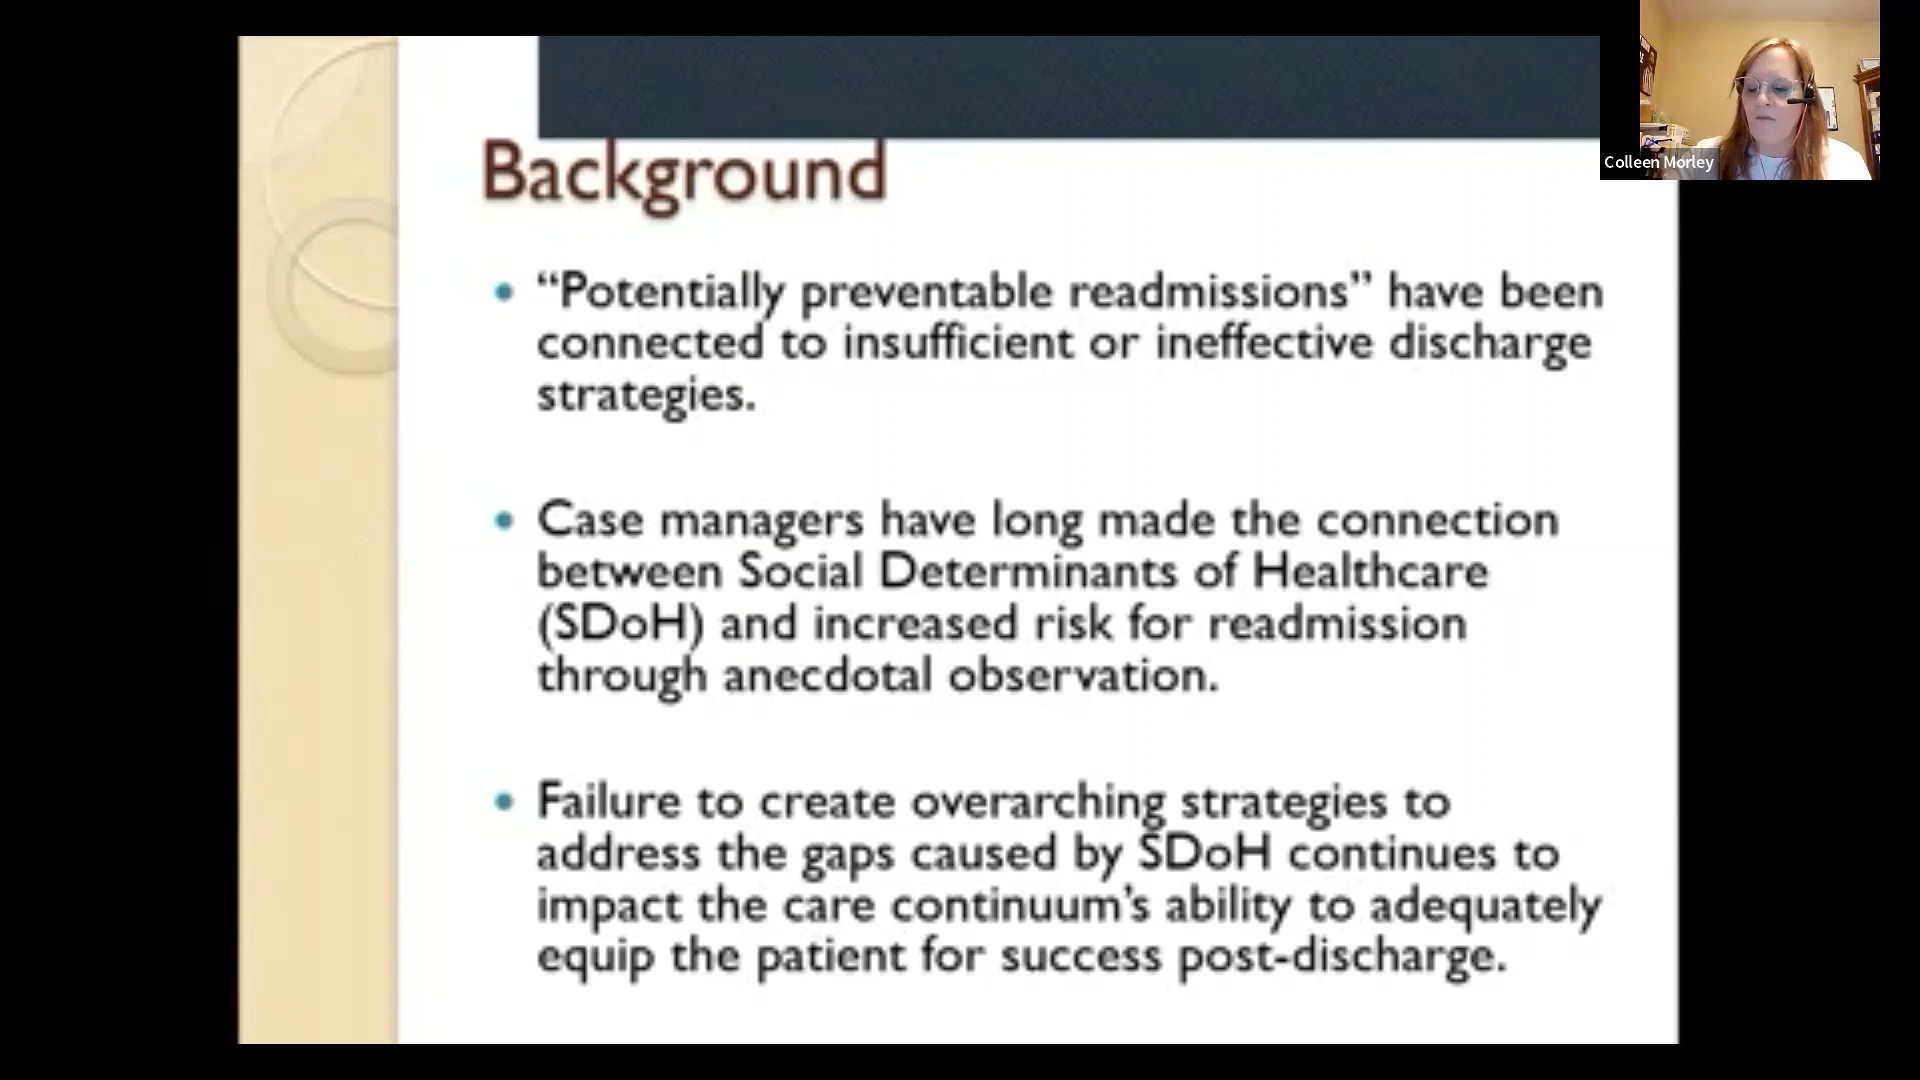 Background
• “Potentially preventable readmissions” have been
connected to insufficient or ineffective discharge
strategies.
• Case managers have long made the connection
between Social Determinants of Healthcare
(SDoH) and increased risk for readmission
through anecdotal observation.
• Failure to create overarching strategies to
address the gaps caused by SDoH continues to
impact the care continuum’s ability to adequately
equip the patient for success post-discharge.
Colleen Morley